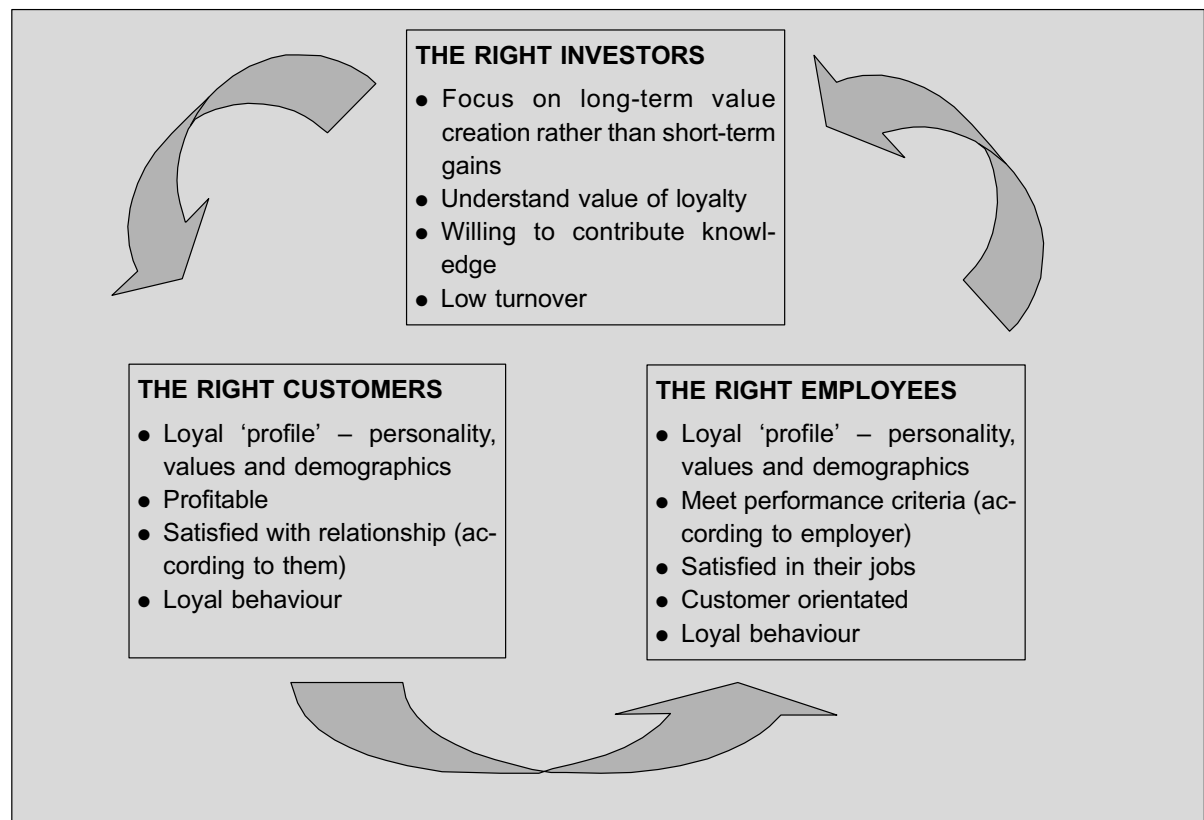 THE RIGHT INVESTORS
● Focus on long-term value
creation rather than short-term
gains
● Understand value of loyalty
● Willing to contribute knowl-
edge
● Low turnover
THE RIGHT CUSTOMERS
● Loyal ‘profile’ – personality,
values and demographics
● Profitable
● Satisfied with relationship (ac-
cording to them)
● Loyal behaviour
THE RIGHT EMPLOYEES
● Loyal ‘profile’ – personality,
values and demographics
● Meet performance criteria (ac-
cording to employer)
● Satisfied in their jobs
● Customer orientated
● Loyal behaviour